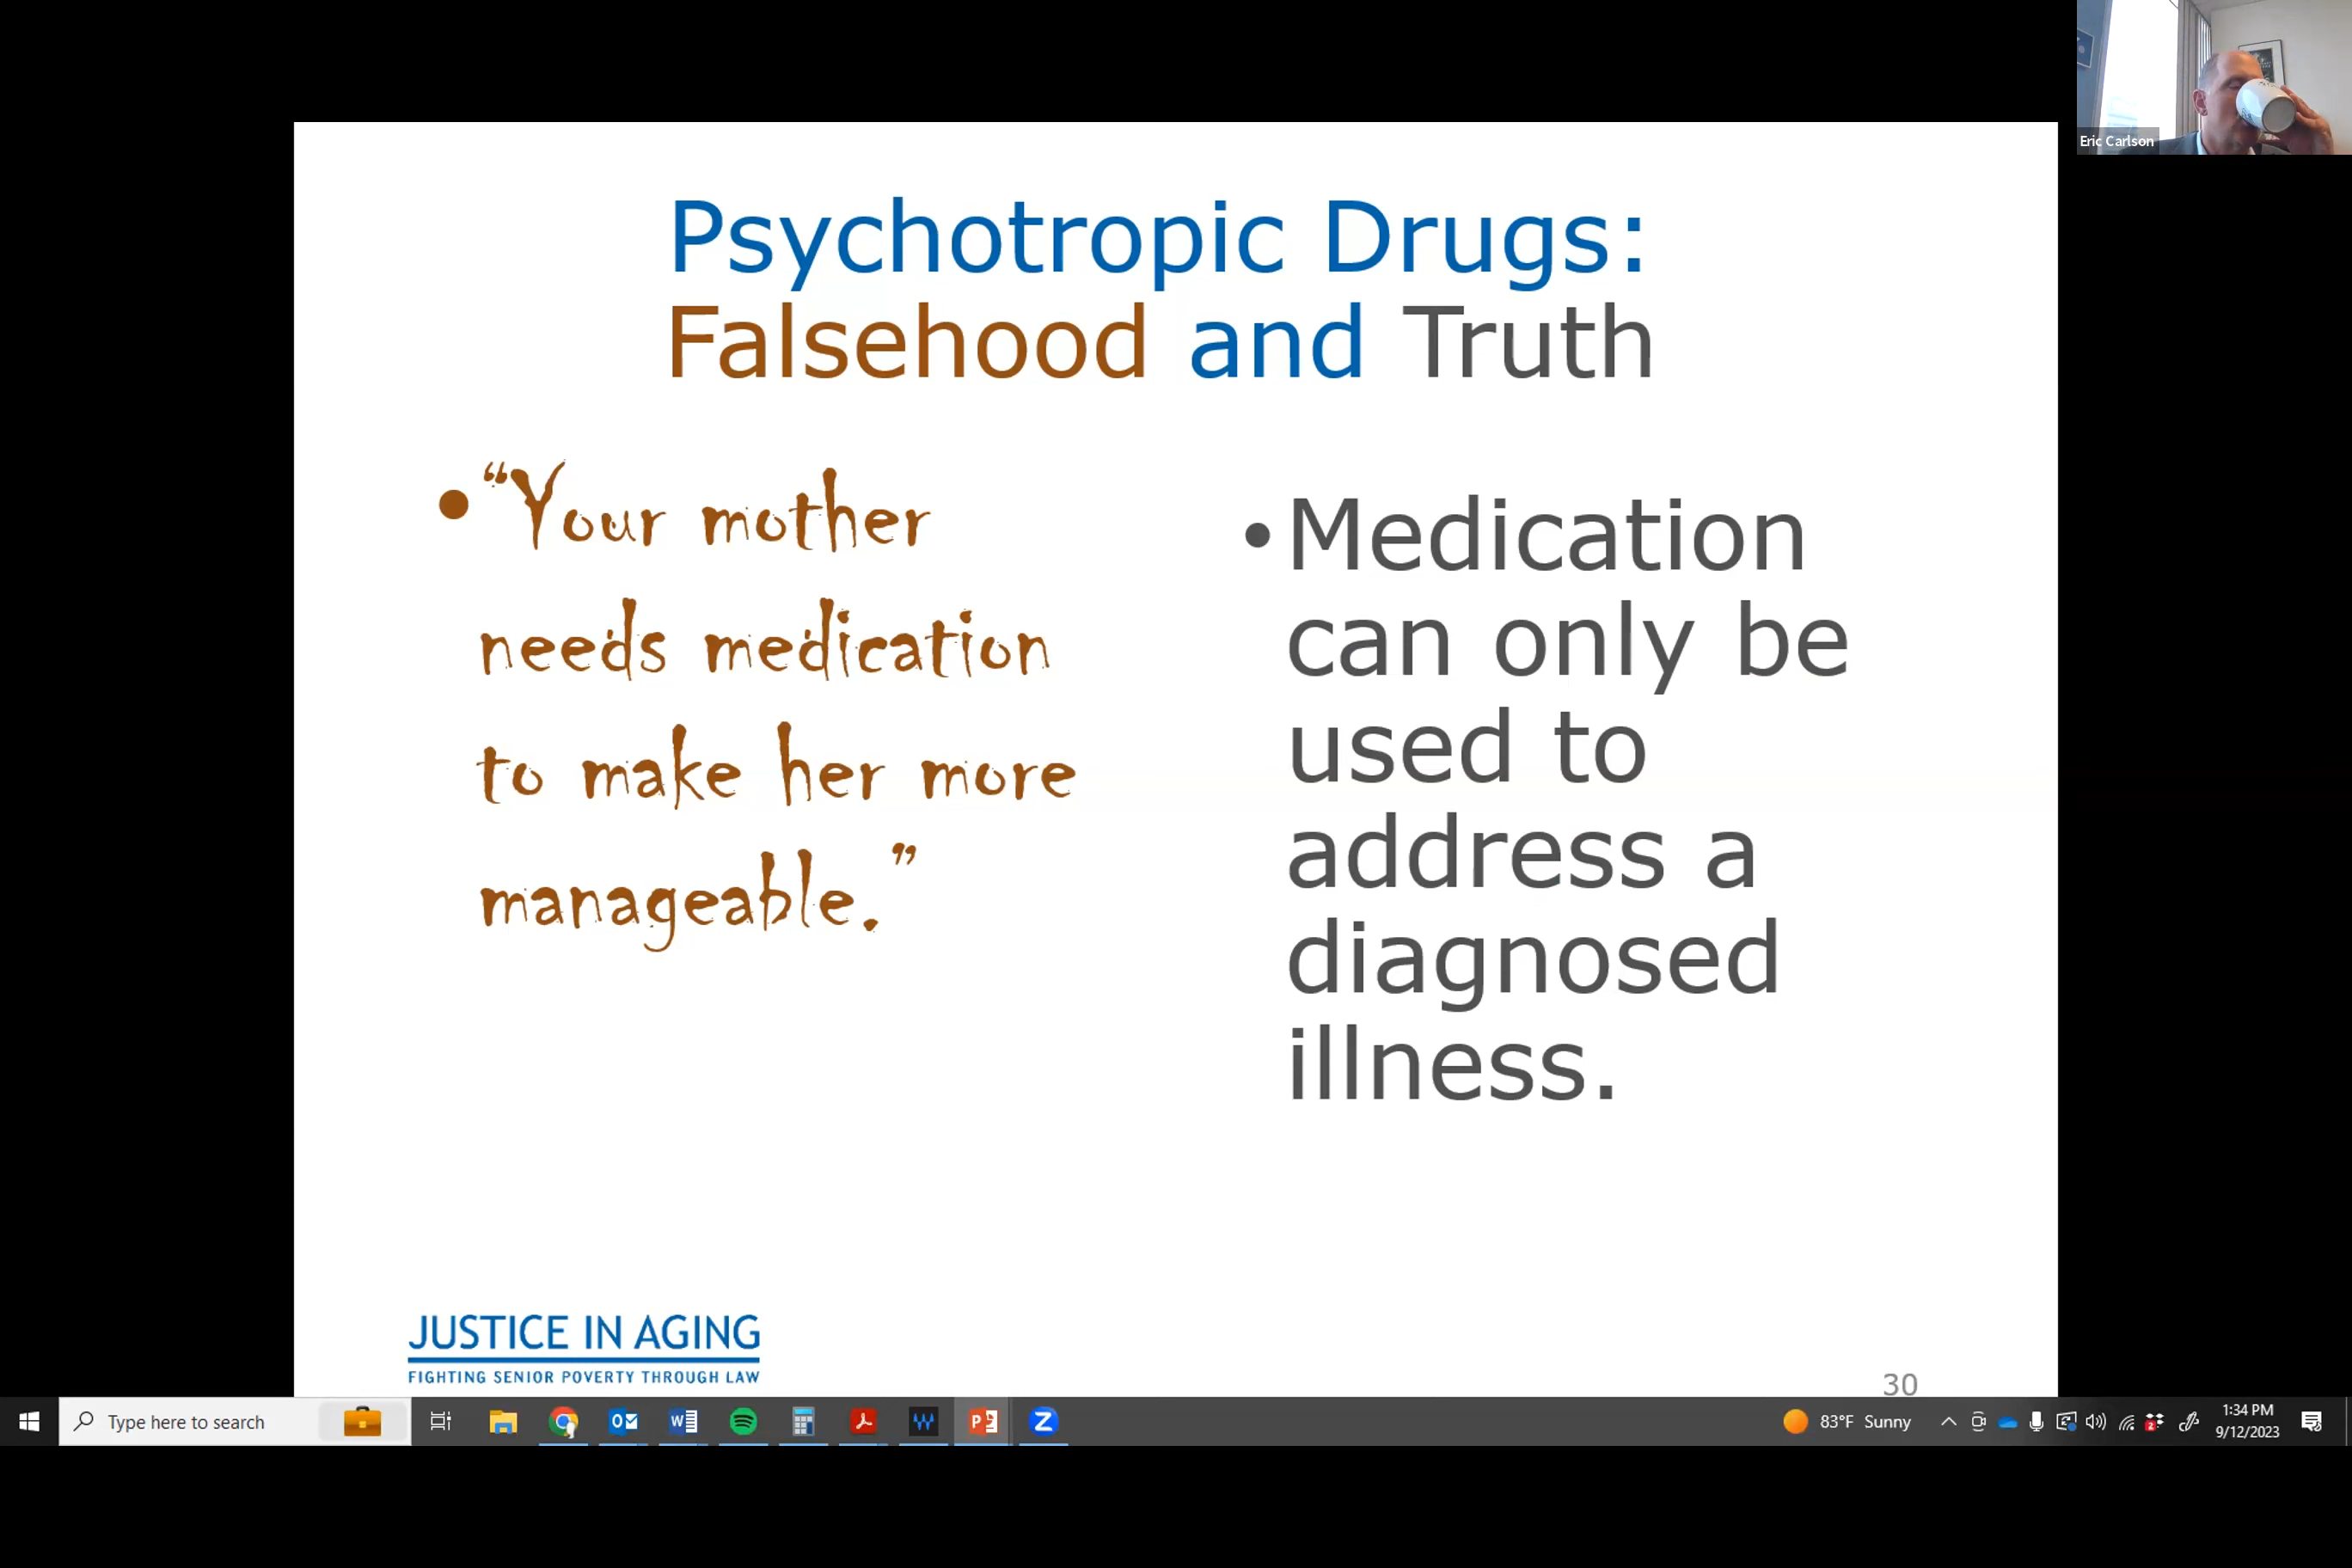 Eric Carlson
Psychotropic Drugs:
Falsehood and Truth
• “Your mother
needs medication
to make her more
manageable.”
• Medication
can only be
used to
address a
diagnosed
illness.
JUSTICE IN AGING
FIGHTING SENIOR POVERTY THROUGH LAW
30
Type here to search
83°F Sunny
1:34 PM
9/12/2023